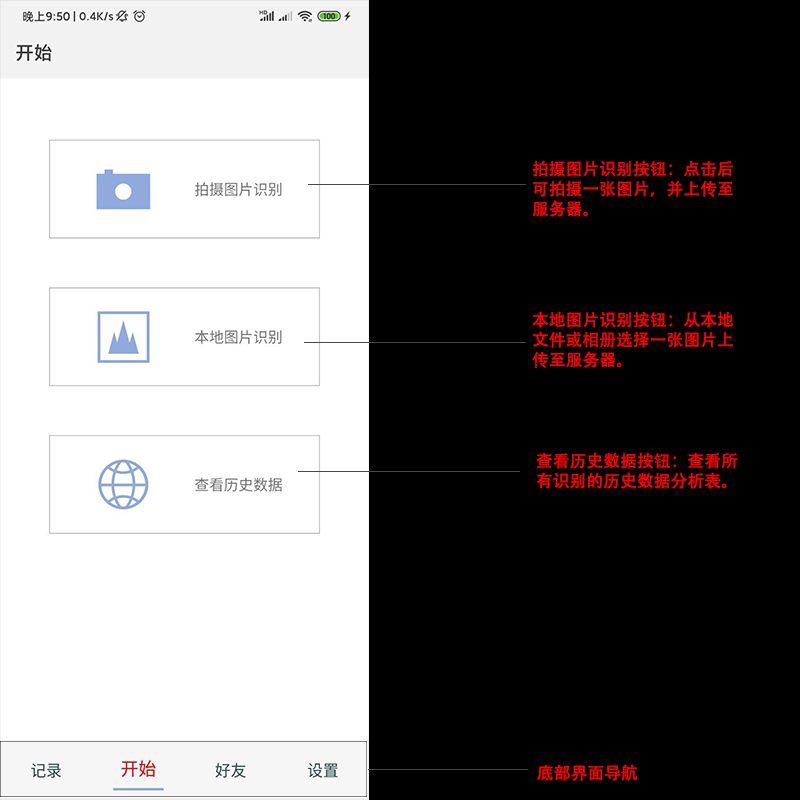 晚上9:50 | 0.4K/s
HD
100
开始
拍摄图片识别
拍摄图片识别按钮：点击后
可拍摄一张图片，并上传至
服务器。
本地图片识别
本地图片识别按钮：从本地
文件或相册选择一张图片上
传至服务器。
查看历史数据
查看历史数据按钮：查看所
有识别的历史数据分析表。
记录
开始
好友
设置
底部界面导航